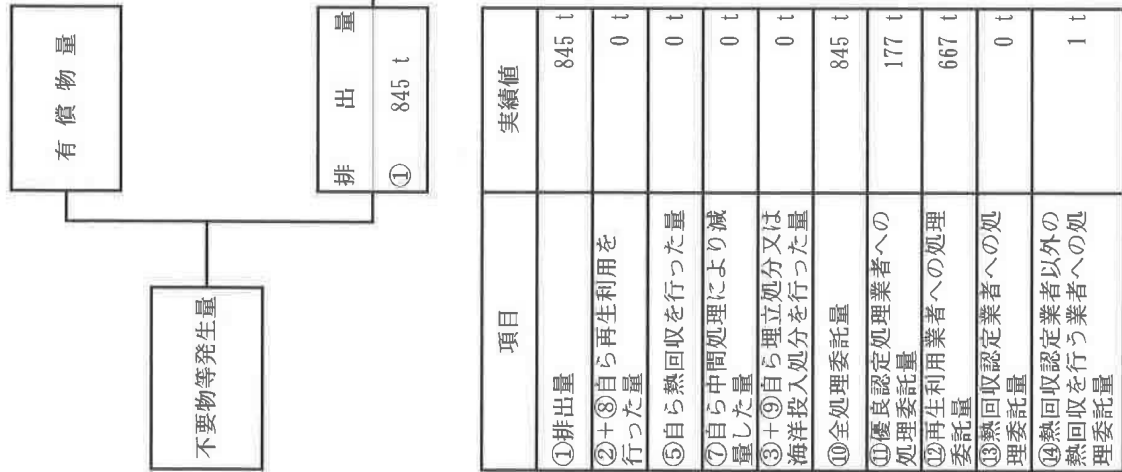 有償物量
不要物等発生量
排出量
① 845 t
項目 実績値
①排出量 845 t
②+⑧自ら再生利用を
行った量 0 t
⑤自ら熱回収を行った量 0 t
⑦自ら中間処理により減
量した量 0 t
③+⑨自ら埋立処分又は
海洋投入処分を行った量 0 t
⑩全処理委託量 845 t
⑪優良認定処理業者への
処理委託量 177 t
⑫再生利用業者への処理
委託量 667 t
⑬熱回収認定業者への処
理委託量 0 t
⑭熱回収認定業者以外の
熱回収を行う業者への処
理委託量 1 t